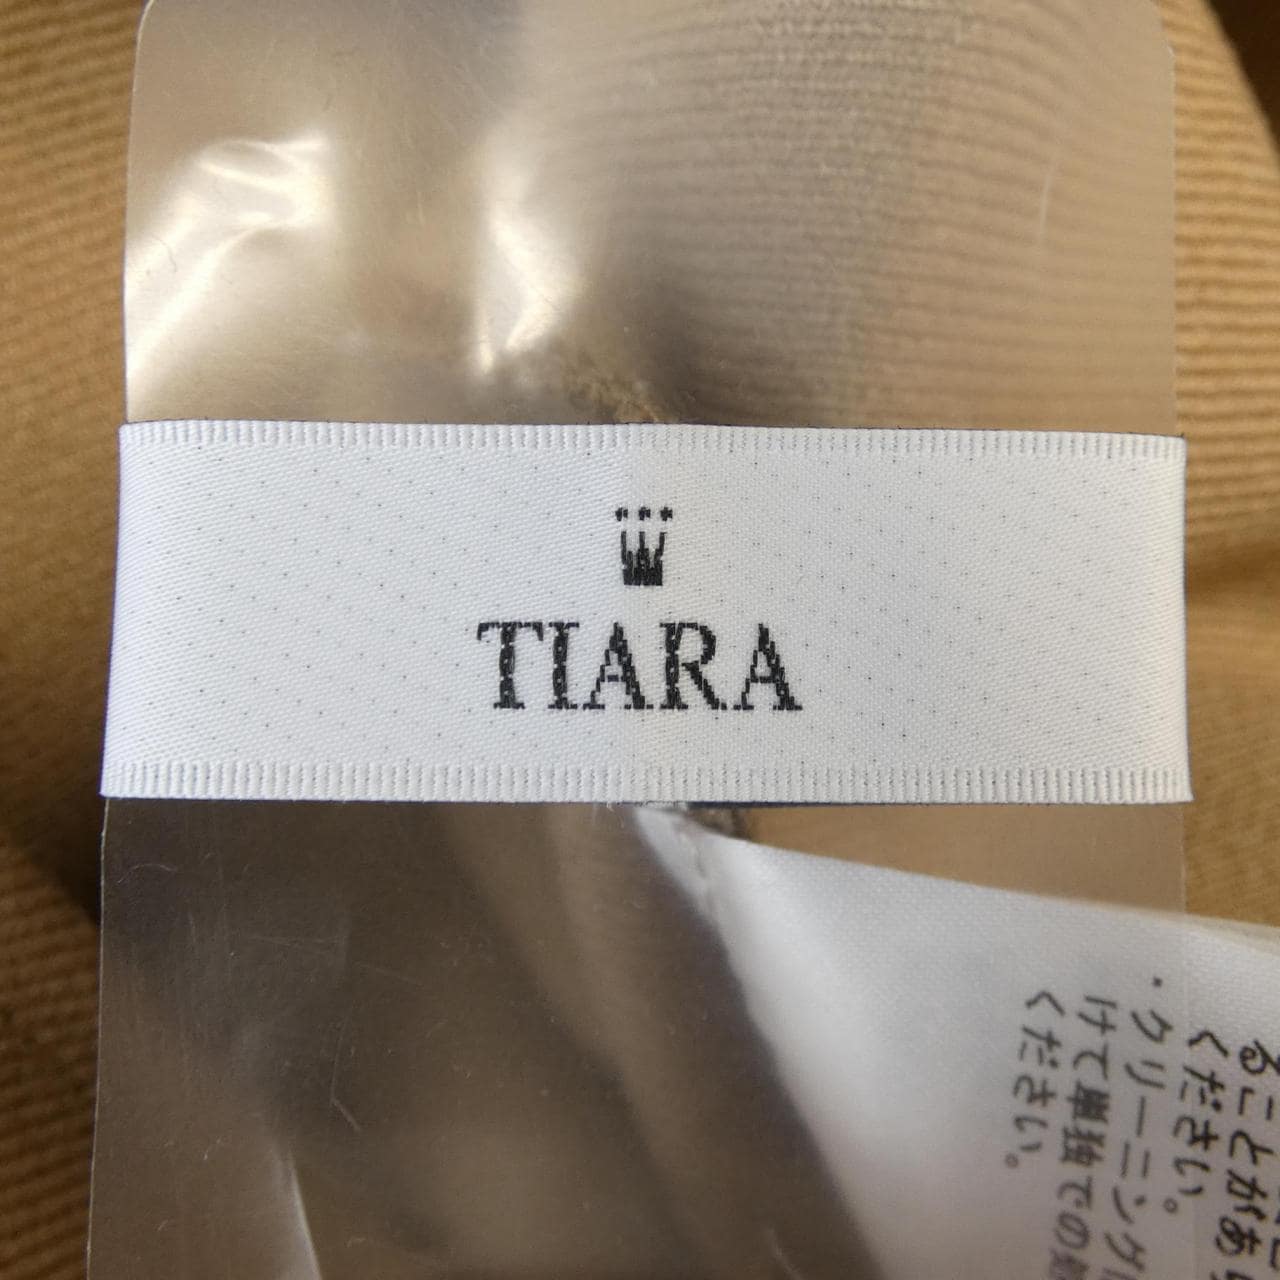 TIARA
ることがあ
ください。
・クリーニング
けて単独での
ください。